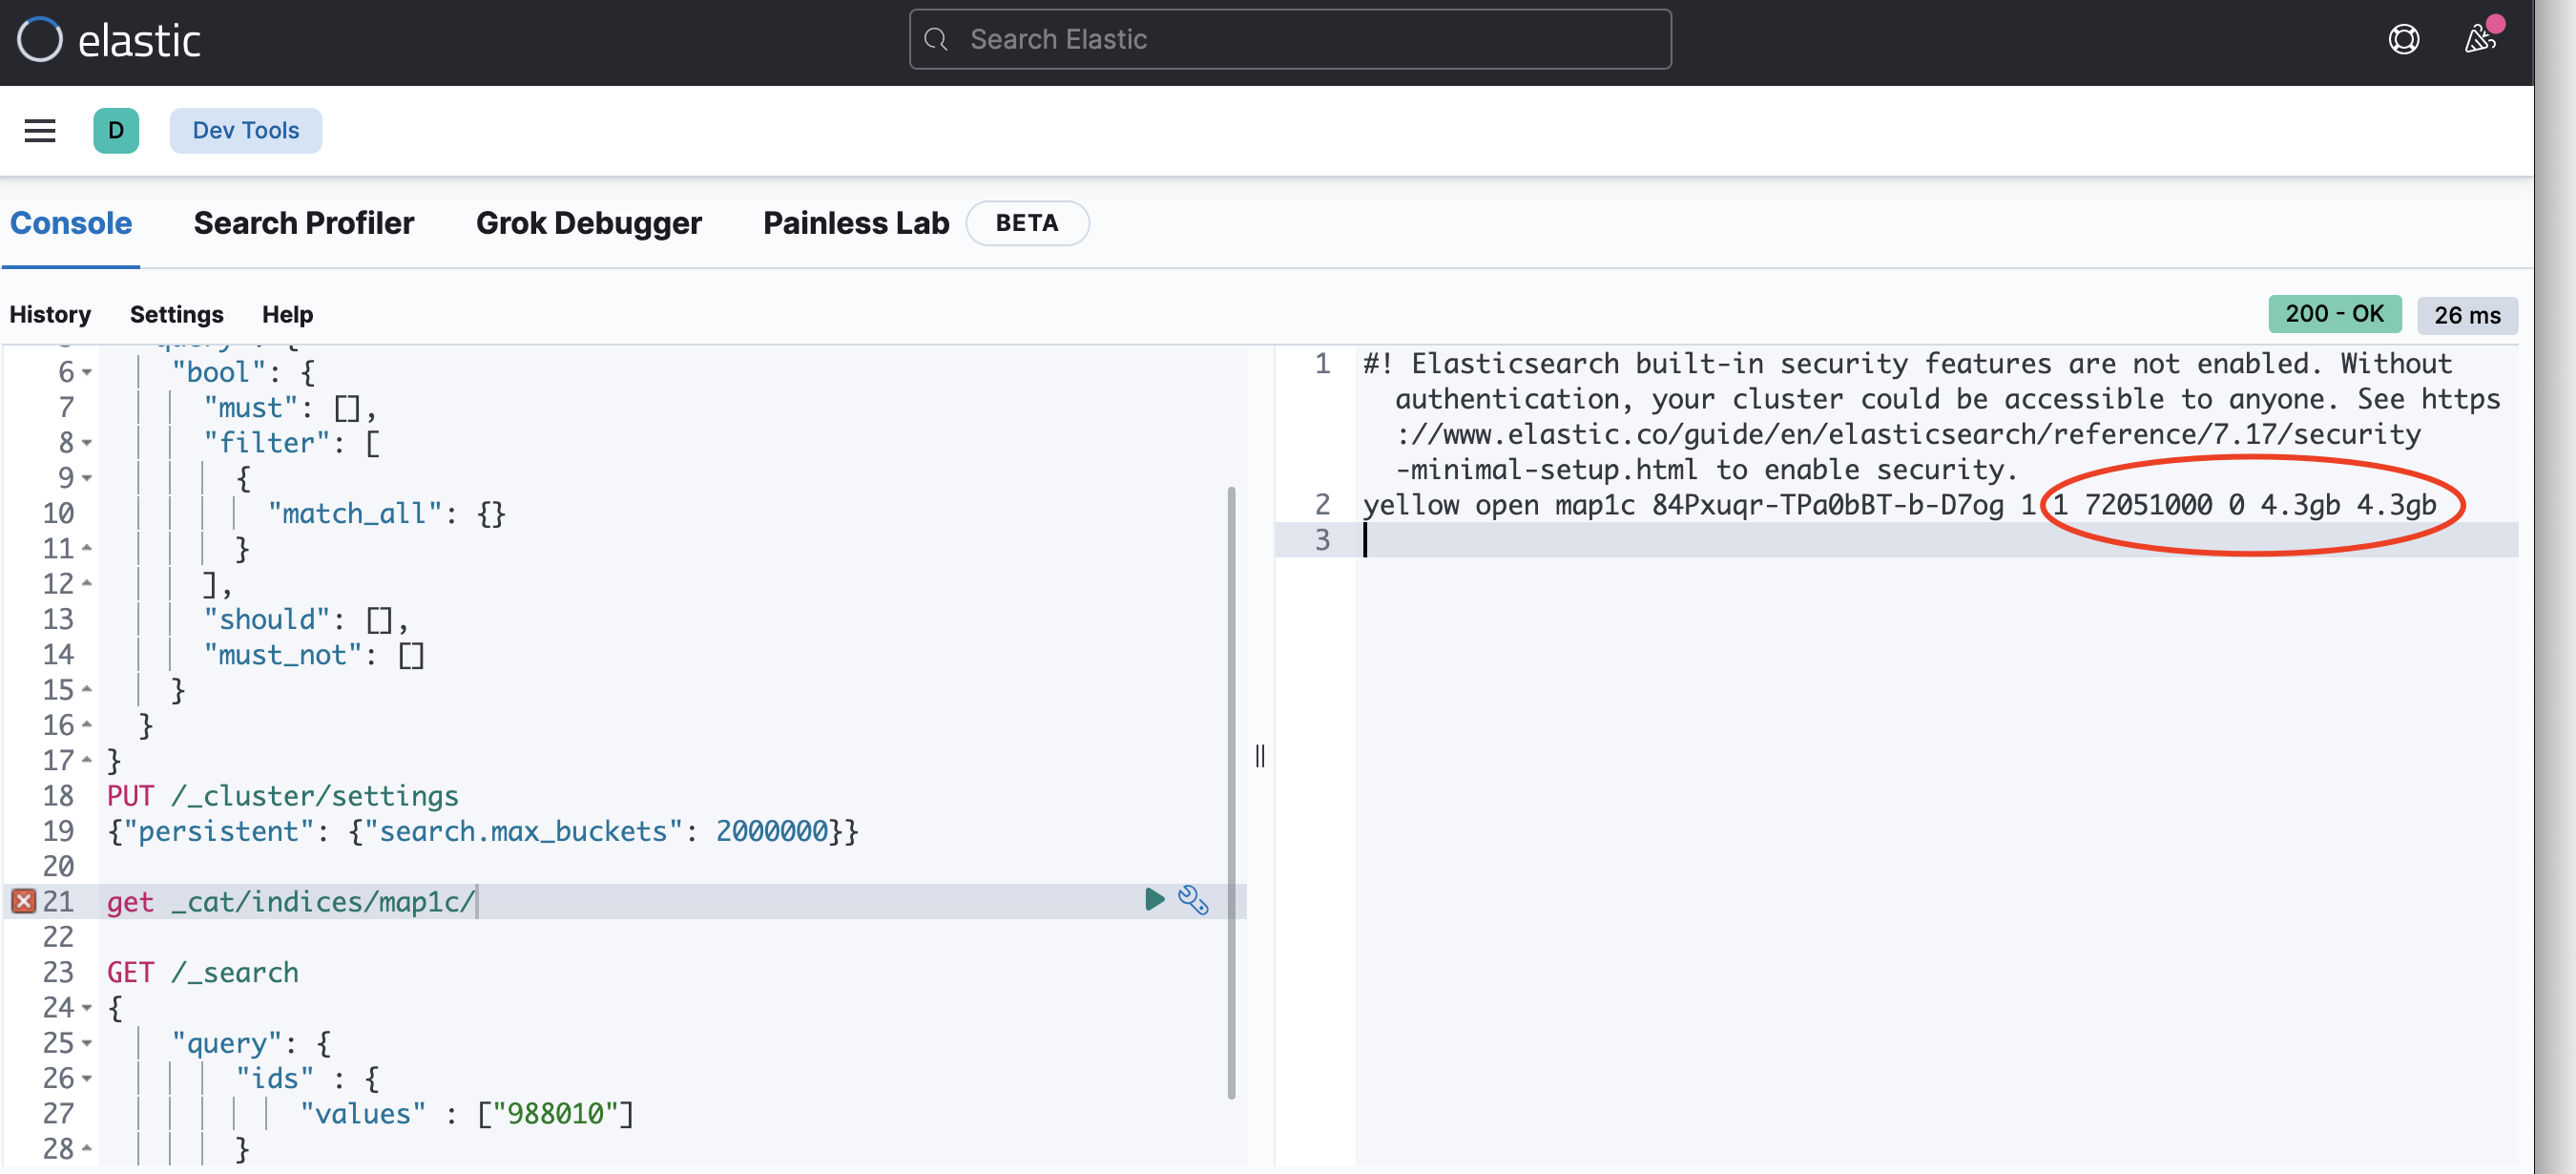 elastic
Search Elastic
D
Dev Tools
Console Search Profiler Grok Debugger Painless Lab BETA
History Settings Help
200 - OK 26 ms
6 "bool": {
7 "must": [],
8 "filter": [
9 {
10 "match_all": {}
11 }
12 ],
13 "should": [],
14 "must_not": []
15 }
16 }
17 }
18 PUT /_cluster/settings
19 {"persistent": {"search.max_buckets": 2000000}}
20
21 get _cat/indices/map1c/
22
23 GET /_search
24 {
25 "query": {
26 "ids" : {
27 "values" : ["988010"]
28 }
1 #! Elasticsearch built-in security features are not enabled. Without
authentication, your cluster could be accessible to anyone. See https
://www.elastic.co/guide/en/elasticsearch/reference/7.17/security
-minimal-setup.html to enable security.
2 yellow open map1c 84Pxuqr-TPa0bBT-b-D7og 1 1 72051000 0 4.3gb 4.3gb
3